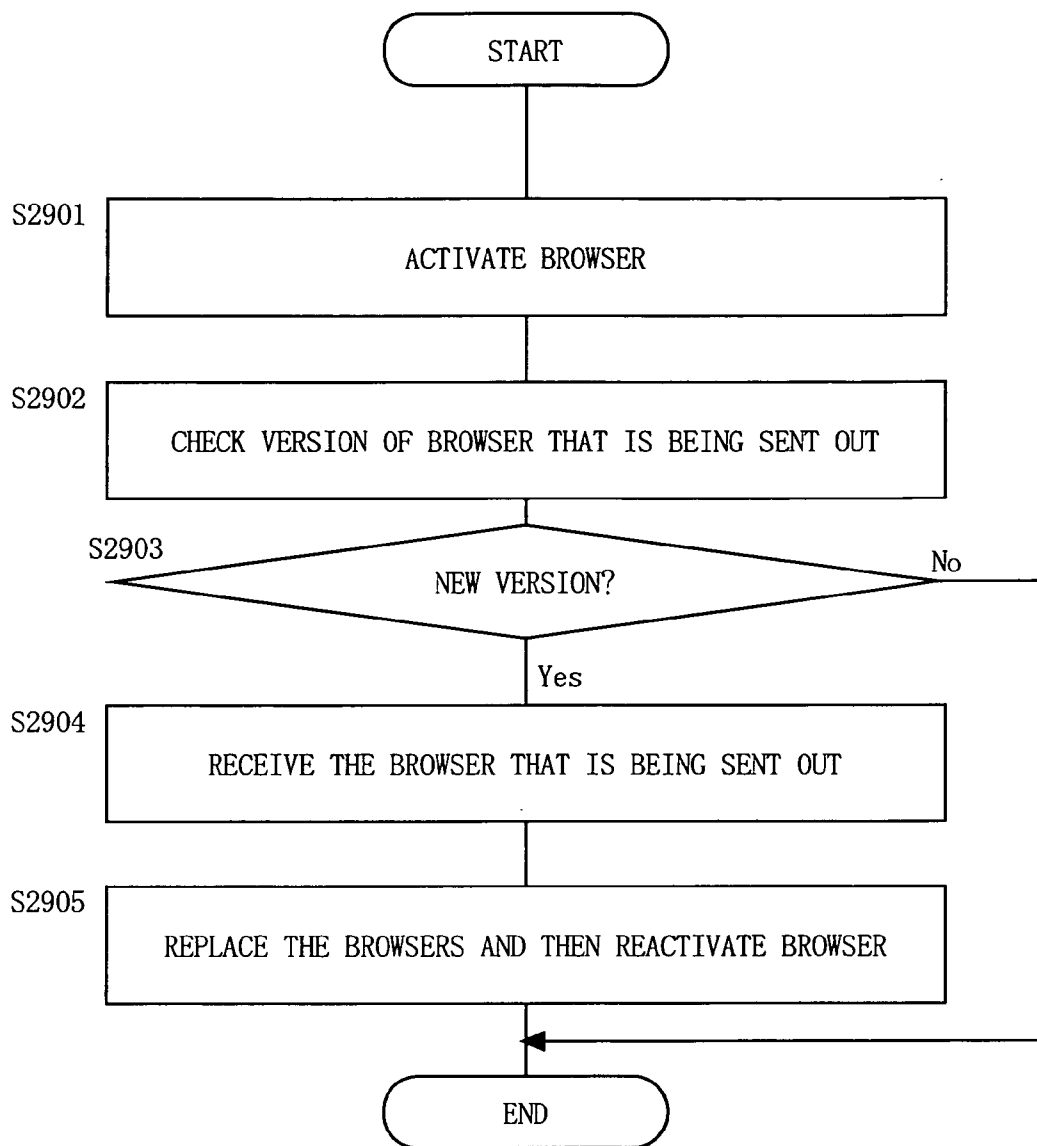 START
S2901
ACTIVATE BROWSER
S2902
CHECK VERSION OF BROWSER THAT IS BEING SENT OUT
S2903
NEW VERSION?
No
Yes
S2904
RECEIVE THE BROWSER THAT IS BEING SENT OUT
S2905
REPLACE THE BROWSERS AND THEN REACTIVATE BROWSER
END